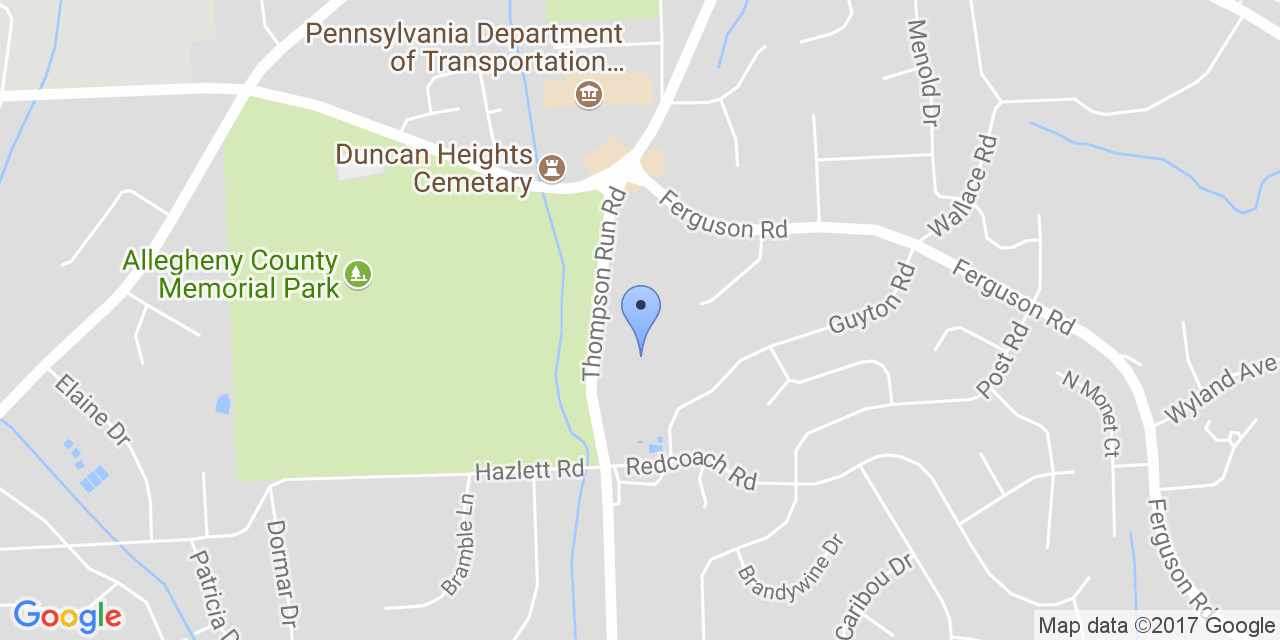 Pennsylvania Department
of Transportation...
Menold Dr
Duncan Heights
Cemetary
Wallace Rd
Thompson Run Rd
Ferguson Rd
Allegheny County
Memorial Park
Ferguson Rd
Guyton Rd
Post Rd
Elaine Dr
N Monet Ct
Wyland Ave
Hazlett Rd
Redcoach Rd
Bramble Ln
Dormar Dr
Patricia D
Brandywine Dr
Caribou Dr
Ferguson Rd
Google
Map data ©2017 Google